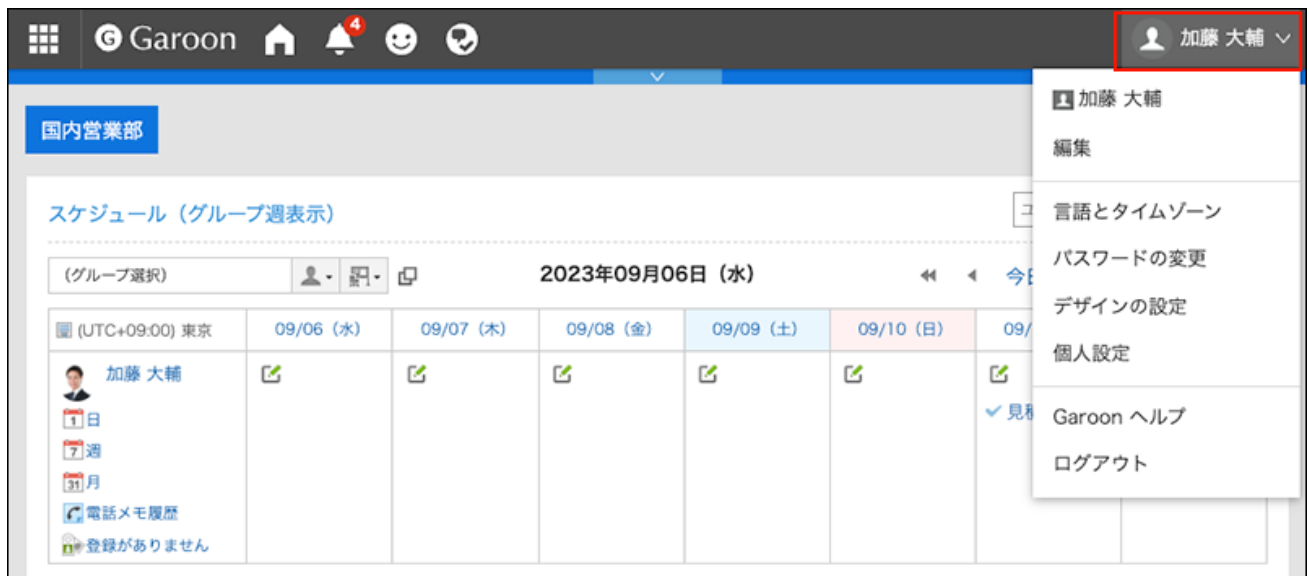 G Garoon 4 加藤 大輔
加藤 大輔
編集
言語とタイムゾーン
パスワードの変更
デザインの設定
個人設定
Garoon ヘルプ
ログアウト
国内営業部
スケジュール（グループ週表示）
（グループ選択） 2023年09月06日（水） 今
(UTC+09:00) 東京 09/06（水） 09/07（木） 09/08（金） 09/09（土） 09/10（日） 09/
加藤 大輔
1 日
見
7 週
31 月
電話メモ履歴
登録がありません